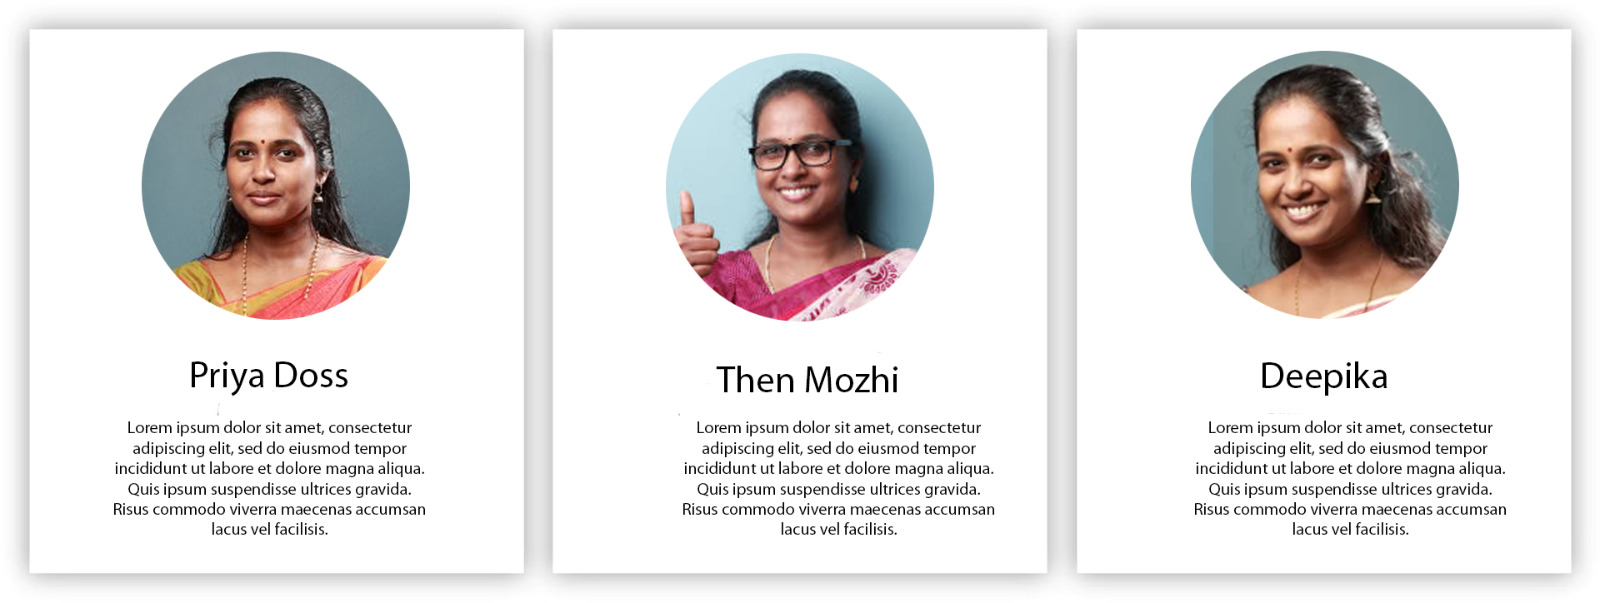 Priya Doss
Lorem ipsum dolor sit amet, consectetur
adipiscing elit, sed do eiusmod tempor
incididunt ut labore et dolore magna aliqua.
Quis ipsum suspendisse ultrices gravida.
Risus commodo viverra maecenas accumsan
lacus vel facilisis.
Then Mozhi
Lorem ipsum dolor sit amet, consectetur
adipiscing elit, sed do eiusmod tempor
incididunt ut labore et dolore magna aliqua.
Quis ipsum suspendisse ultrices gravida.
Risus commodo viverra maecenas accumsan
lacus vel facilisis.
Deepika
Lorem ipsum dolor sit amet, consectetur
adipiscing elit, sed do eiusmod tempor
incididunt ut labore et dolore magna aliqua.
Quis ipsum suspendisse ultrices gravida.
Risus commodo viverra maecenas accumsan
lacus vel facilisis.